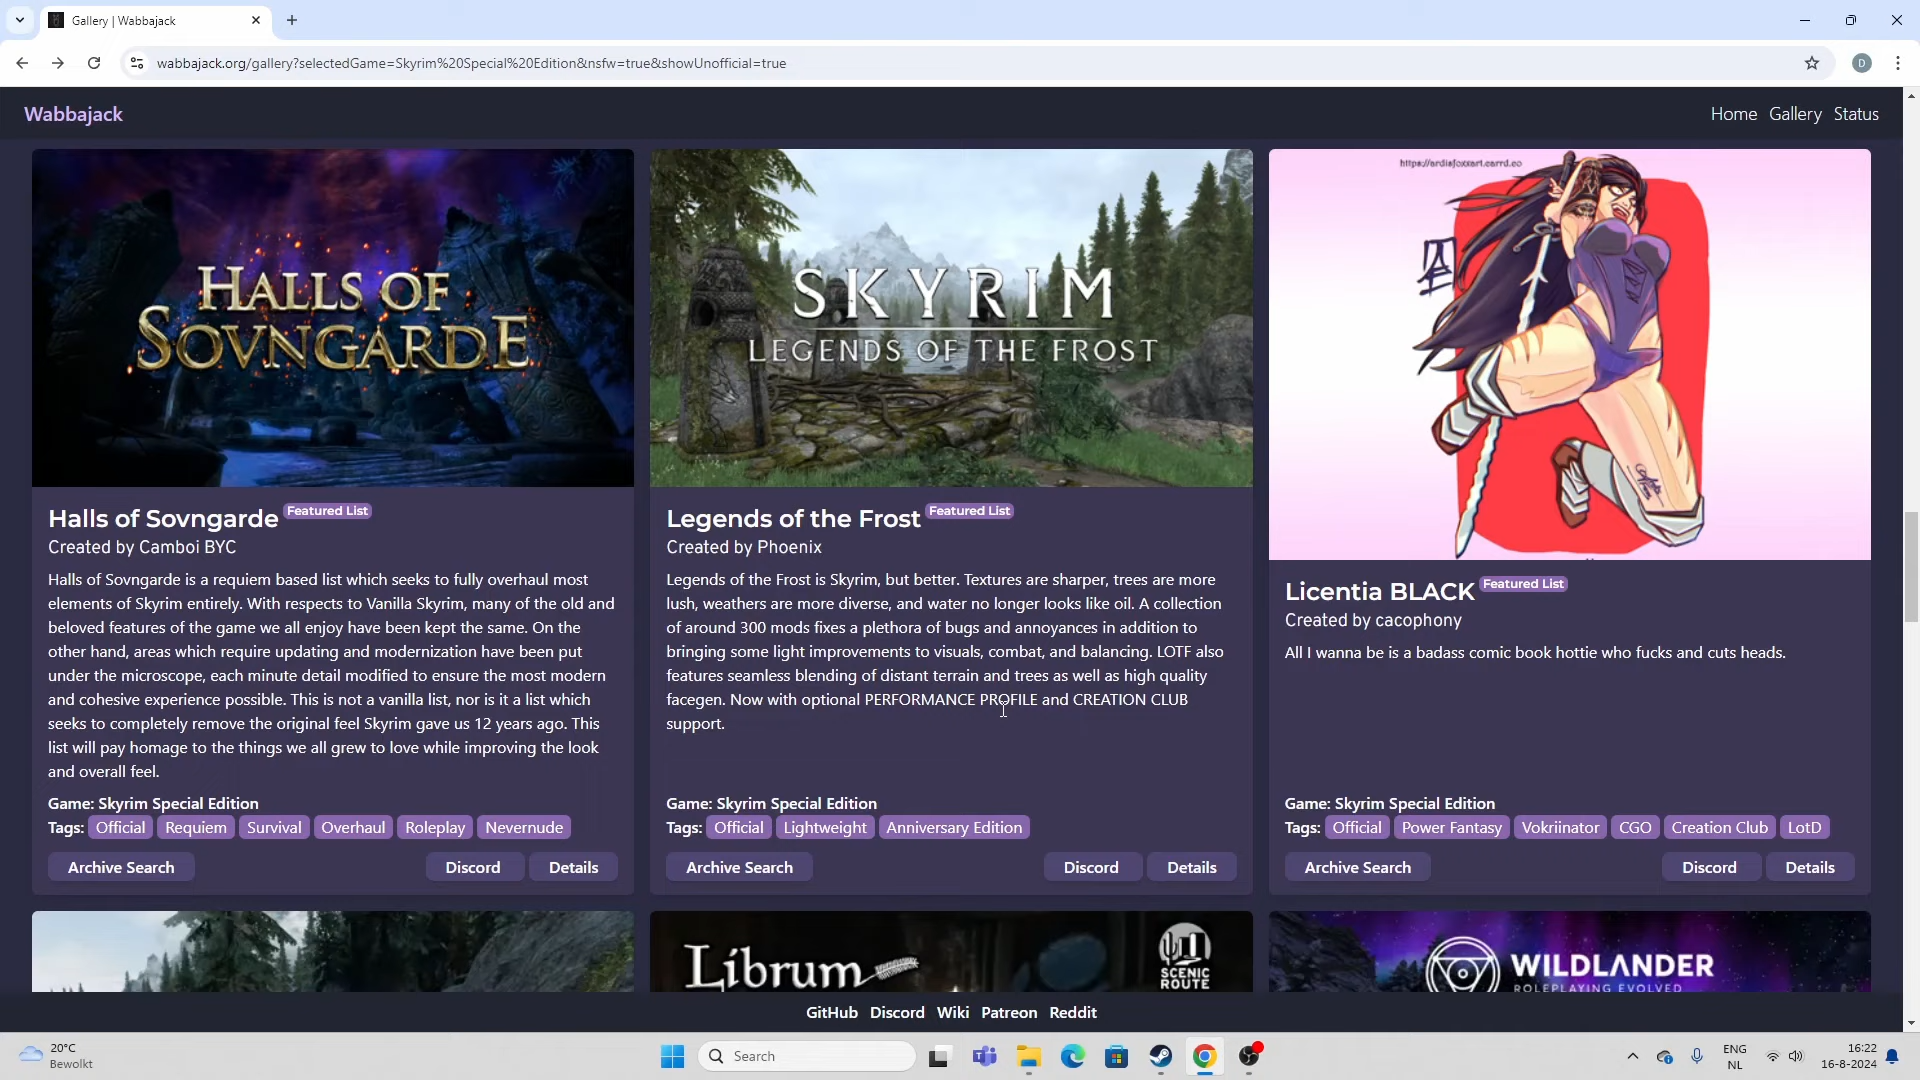 Gallery | Wabbajack
wabbajack.org/gallery?selectedGame=Skyrim%20Special%20Edition&nsfw=true&showUnofficial=true
D
Wabbajack
Home Gallery Status
HALLS OF
SOVNGARDE
Halls of Sovngarde Featured List
Created by Camboi BYC
Halls of Sovngarde is a requiem based list which seeks to fully overhaul most
elements of Skyrim entirely. With respects to Vanilla Skyrim, many of the old and
beloved features of the game we all enjoy have been kept the same. On the
other hand, areas which require updating and modernization have been put
under the microscope, each minute detail modified to ensure the most modern
and cohesive experience possible. This is not a vanilla list, nor is it a list which
seeks to completely remove the original feel Skyrim gave us 12 years ago. This
list will pay homage to the things we all grew to love while improving the look
and overall feel.
Game: Skyrim Special Edition
Tags: Official Requiem Survival Overhaul Roleplay Nevernude
Archive Search Discord Details
SKYRIM
LEGENDS OF THE FROST
Legends of the Frost Featured List
Created by Phoenix
Legends of the Frost is Skyrim, but better. Textures are sharper, trees are more
lush, weathers are more diverse, and water no longer looks like oil. A collection
of around 300 mods fixes a plethora of bugs and annoyances in addition to
bringing some light improvements to visuals, combat, and balancing. LOTF also
features seamless blending of distant terrain and trees as well as high quality
facegen. Now with optional PERFORMANCE PROFILE and CREATION CLUB
support.
Game: Skyrim Special Edition
Tags: Official Lightweight Anniversary Edition
Archive Search Discord Details
Licentia BLACK Featured List
Created by cacophony
All I wanna be is a badass comic book hottie who fucks and cuts heads.
Game: Skyrim Special Edition
Tags: Official Power Fantasy Vokriinator CGO Creation Club LotD
Archive Search Discord Details
Librum
SCENIC
ROUTE
WILDLANDER
ROLEPLAYING EVOLVED
GitHub Discord Wiki Patreon Reddit
20°C
Bewolkt
Search
ENG
NL
16:22
16-8-2024